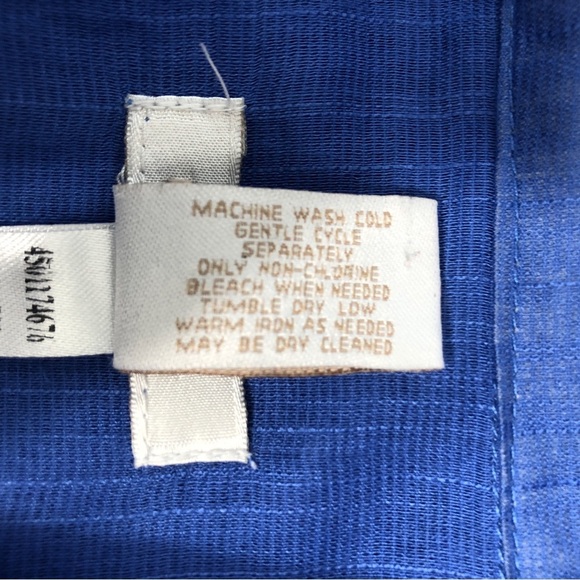 MACHINE WASH COLD
GENTLE CYCLE
SEPARATELY
ONLY NON-CHLORINE
BLEACH WHEN NEEDED
TUMBLE DRY LOW
WARM IRON AS NEEDED
MAY BE DRY CLEANED
4501174676